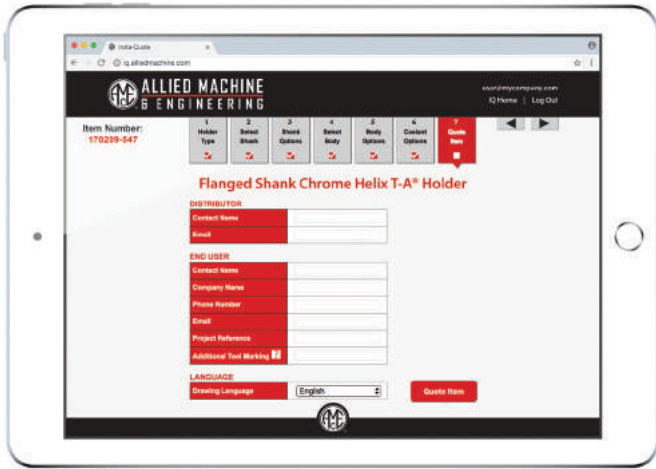 Insta-Quote
iq.alliedmachine.com
ALLIED MACHINE
& ENGINEERING
user@mycompany.com
IQ Home | Log Out
Item Number:
170289-547
1 Holder Type
2 Select Shank
3 Shank Options
4 Select Body
5 Body Options
6 Coolant Options
7 Quote Item
Flanged Shank Chrome Helix T-A® Holder
DISTRIBUTOR
Contact Name
Email
END USER
Contact Name
Company Name
Phone Number
Email
Project Reference
Additional Tool Marking ?
LANGUAGE
Drawing Language English Quote Item